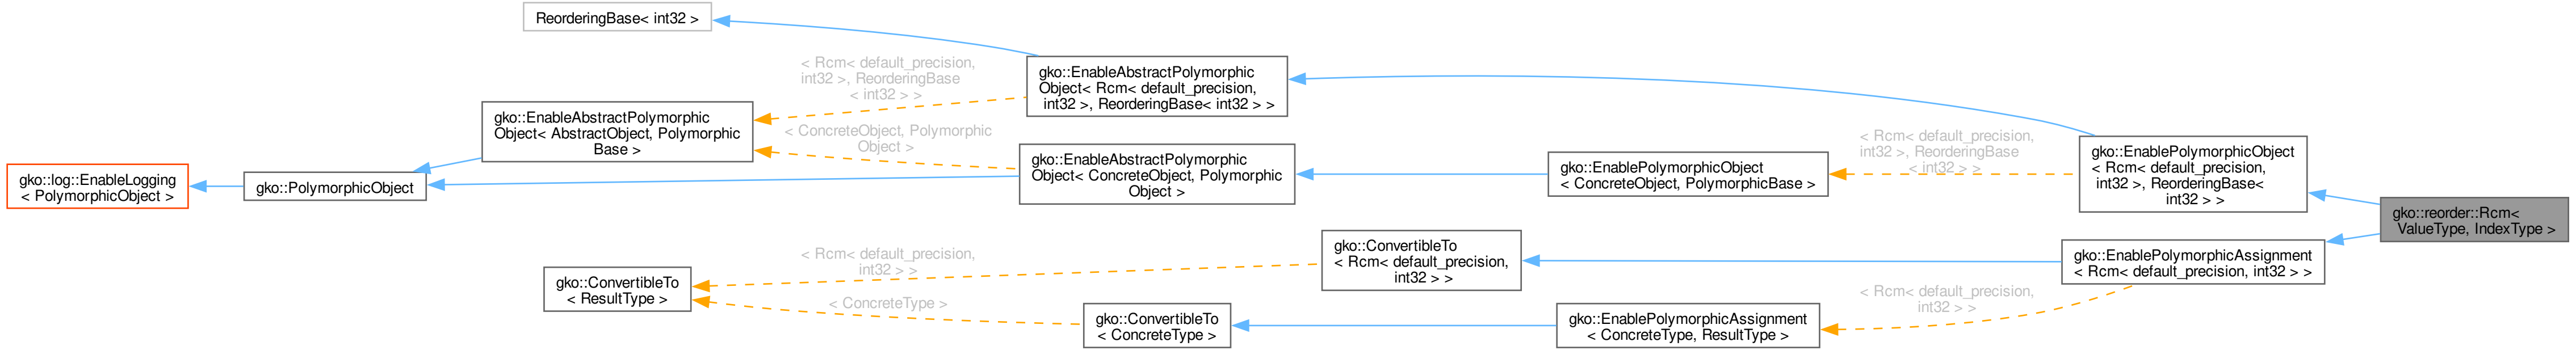 ReorderingBase< int32 >
< Rcm< default_precision,
int32 >, ReorderingBase
< int32 > >
gko::EnableAbstractPolymorphic
Object< Rcm< default_precision,
int32 >, ReorderingBase< int32 > >
gko::EnableAbstractPolymorphic
Object< AbstractObject, Polymorphic
Base >
< ConcreteObject, Polymorphic
Object >
gko::log::EnableLogging
< PolymorphicObject >
gko::PolymorphicObject
gko::EnableAbstractPolymorphic
Object< ConcreteObject, Polymorphic
Object >
gko::EnablePolymorphicObject
< ConcreteObject, PolymorphicBase >
< Rcm< default_precision,
int32 >, ReorderingBase
< int32 > >
gko::EnablePolymorphicObject
< Rcm< default_precision,
int32 >, ReorderingBase<
int32 > >
gko::reorder::Rcm<
ValueType, IndexType >
< Rcm< default_precision,
int32 > >
gko::ConvertibleTo
< Rcm< default_precision,
int32 > >
gko::EnablePolymorphicAssignment
< Rcm< default_precision, int32 > >
gko::ConvertibleTo
< ResultType >
< ConcreteType >
gko::ConvertibleTo
< ConcreteType >
gko::EnablePolymorphicAssignment
< ConcreteType, ResultType >
< Rcm< default_precision,
int32 > >